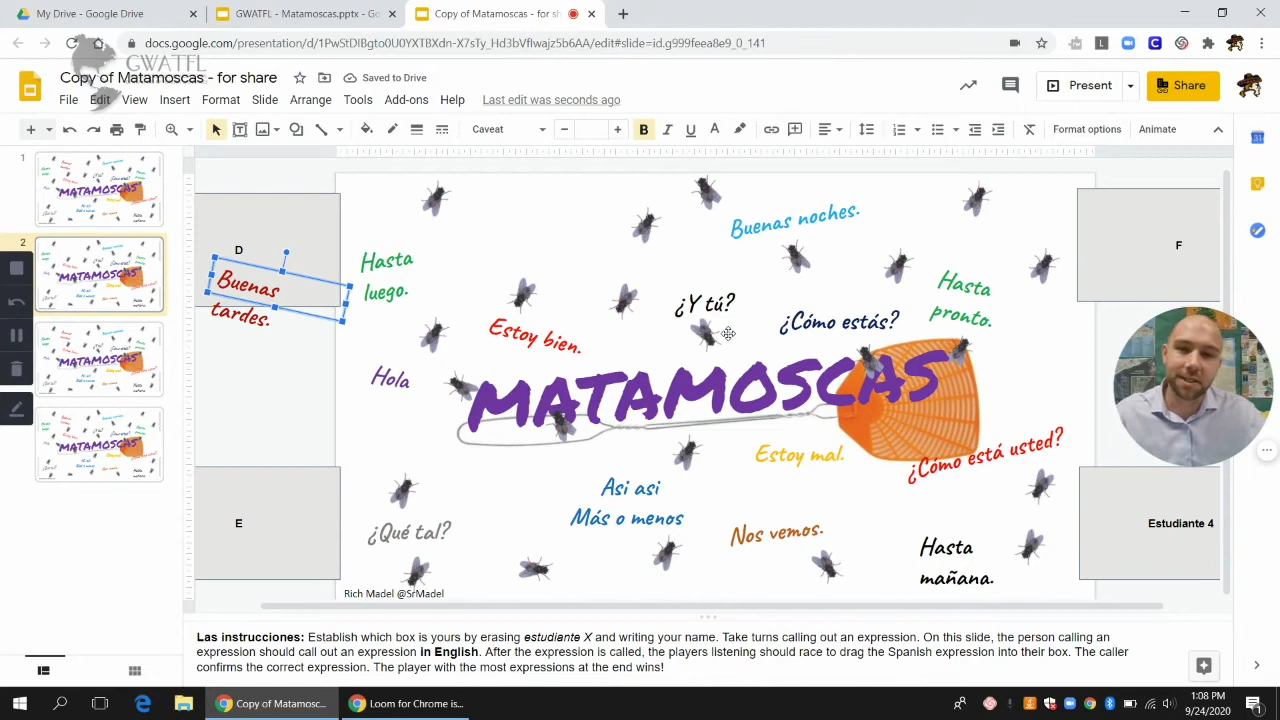 My Drive - Google Drive
GWATFL - Matamoscas.pptx - Go
Copy of Matamoscas - for sh
docs.google.com/presentation/d/1PwStDIBgto0U0YXTBXdn-X7sTy_Hd3bVflwajz5b6AA/edit#slide=id.g999feea8e9_0_141
GWATFL
Copy of Matamoscas - for share
Saved to Drive
Present
Share
File Edit View Insert Format Slide Arrange Tools Add-ons Help Last edit was seconds ago
Caveat
B I U A
Format options
Animate
1
2
D
F
Buenas
tardes.
Hasta
luego.
Buenas noches.
¿Y tú?
¿Cómo estás?
Hasta
pronto.
Estoy bien.
Hola
MATAMOSCAS
Estoy mal.
¿Cómo está usted?
Asi asi
Más o menos
¿Qué tal?
Nos vemos.
E
Estudiante 4
Hasta
mañana.
Rich Madel @SrMadel
Las instrucciones: Establish which box is yours by erasing estudiante X and writing your name. Take turns calling out an expression. On this slide, the person calling an
expression should call out an expression in English. After the expression is called, the players listening should race to drag the Spanish expression into their box. The caller
confirms the correct expression. The player with the most expressions at the end wins!
Copy of Matamosc...
Loom for Chrome is...
1:08 PM
9/24/2020